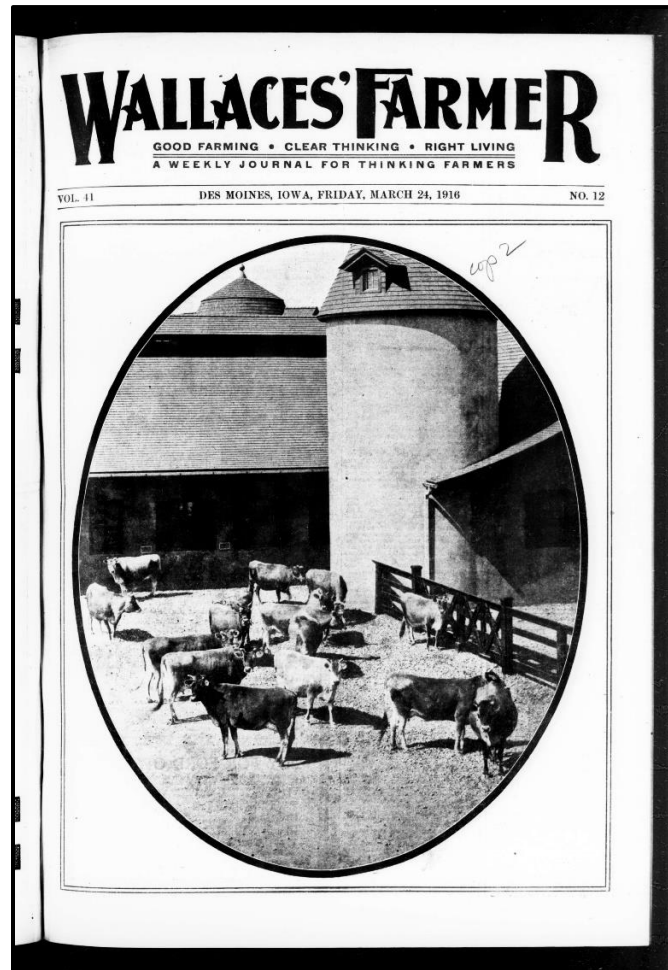 WALLACES' FARMER
GOOD FARMING • CLEAR THINKING • RIGHT LIVING
A WEEKLY JOURNAL FOR THINKING FARMERS
VOL. 41 DES MOINES, IOWA, FRIDAY, MARCH 24, 1916 NO. 12
cop 2